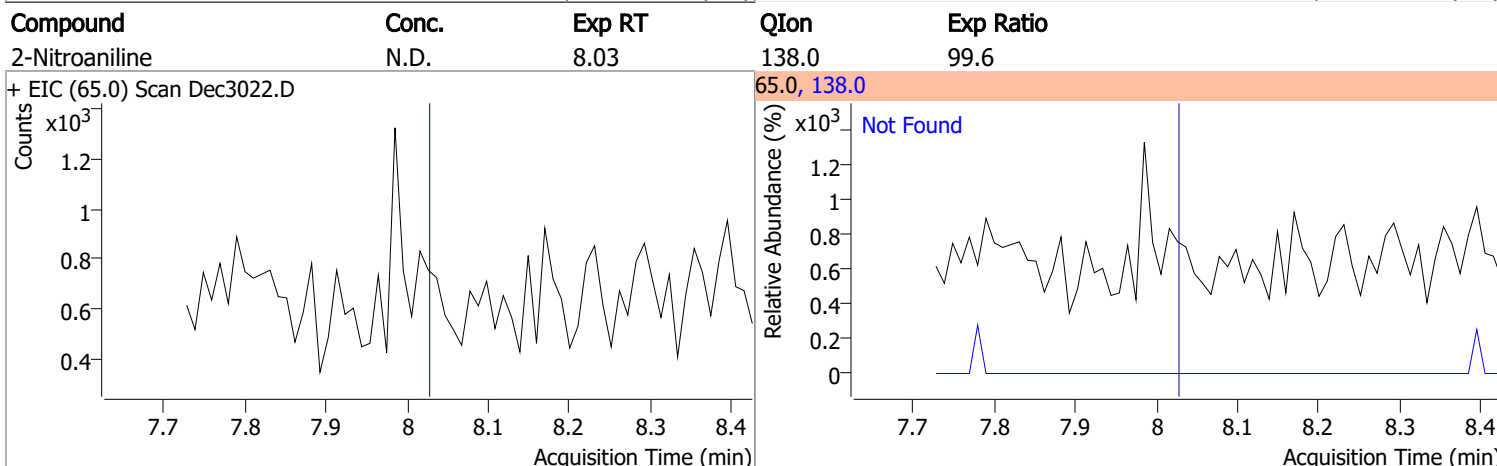 Compound Conc. Exp RT QIon Exp Ratio
2-Nitroaniline N.D. 8.03 138.0 99.6
+ EIC (65.0) Scan Dec3022.D
Counts
x10³
1.2
1
0.8
0.6
0.4
7.7 7.8 7.9 8 8.1 8.2 8.3 8.4
Acquisition Time (min)
65.0, 138.0
Relative Abundance (%)
x10³
Not Found
1.2
1
0.8
0.6
0.4
0.2
0
7.7 7.8 7.9 8 8.1 8.2 8.3 8.4
Acquisition Time (min)